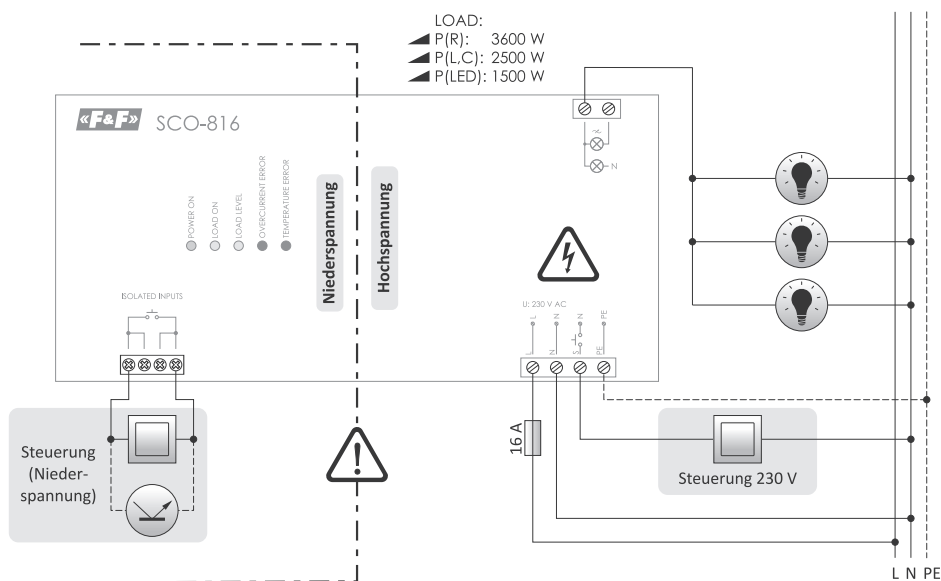 LOAD:
P(R): 3600 W
P(L,C): 2500 W
P(LED): 1500 W
«F&F» SCO-816
POWER ON
LOAD ON
LOAD LEVEL
OVERCURRENT ERROR
TEMPERATURE ERROR
Niederspannung
Hochspannung
N
ISOLATED INPUTS
U: 230 V AC
L N N PE
L N S PE
16 A
Steuerung
(Nieder-
spannung)
Steuerung 230 V
L N PE